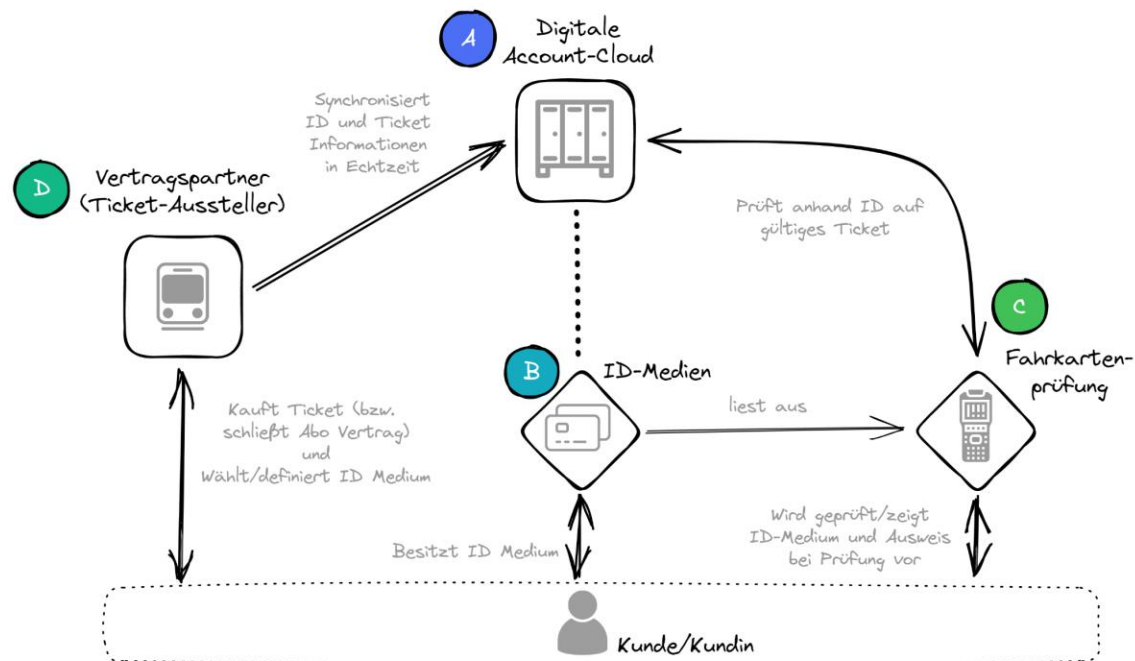 A
Digitale
Account-Cloud
Synchronisiert
ID und Ticket
Informationen
in Echtzeit
D
Vertragspartner
(Ticket-Aussteller)
Prüft anhand ID auf
gültiges Ticket
C
Fahrkarten-
prüfung
B
ID-Medien
liest aus
Kauft Ticket (bzw.
schließt Abo Vertrag)
und
Wählt/definiert ID Medium
Besitzt ID Medium
Wird geprüft/zeigt
ID-Medium und Ausweis
bei Prüfung vor
Kunde/Kundin